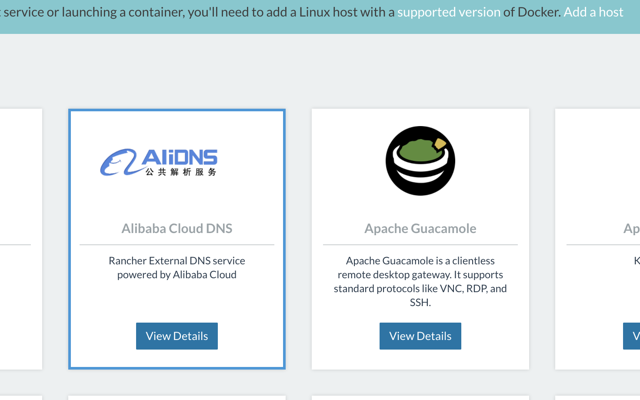 service or launching a container, you'll need to add a Linux host with a supported version of Docker. Add a host
AliDNS
公共解析服务
Alibaba Cloud DNS
Rancher External DNS service
powered by Alibaba Cloud
View Details
Apache Guacamole
Apache Guacamole is a clientless
remote desktop gateway. It supports
standard protocols like VNC, RDP, and
SSH.
View Details
Ap
K
V